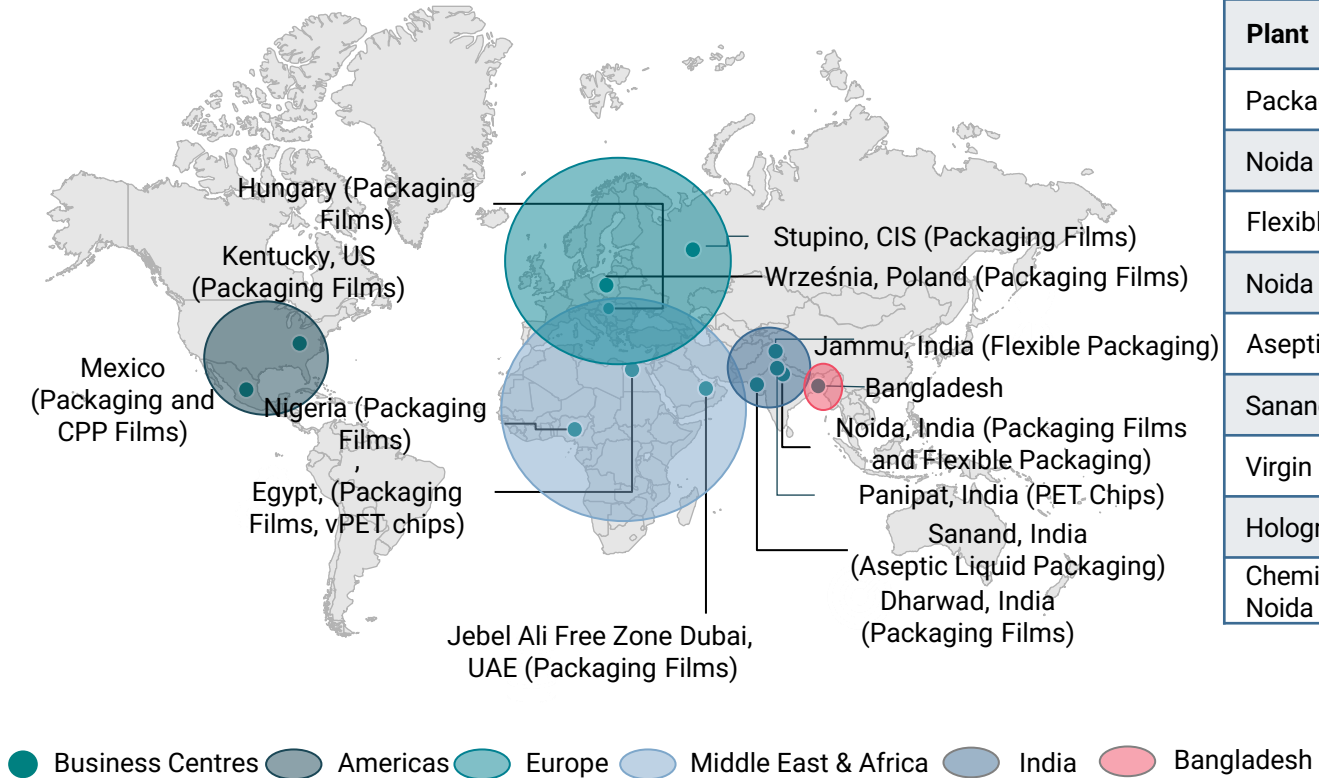 Hungary (Packaging
Films)
Kentucky, US
(Packaging Films)
Mexico
(Packaging and
CPP Films)
Nigeria (Packaging
Films)
,
Egypt, (Packaging
Films, vPET chips)
Jebel Ali Free Zone Dubai,
UAE (Packaging Films)
Stupino, CIS (Packaging Films)
Września, Poland (Packaging Films)
Jammu, India (Flexible Packaging)
Bangladesh
Noida, India (Packaging Films
and Flexible Packaging)
Panipat, India (PET Chips)
Sanand, India
(Aseptic Liquid Packaging)
Dharwad, India
(Packaging Films)
Plant
Packa
Noida
Flexibl
Noida
Asepti
Sanand
Virgin
Hologr
Chemi
Noida
Business Centres
Americas
Europe
Middle East & Africa
India
Bangladesh